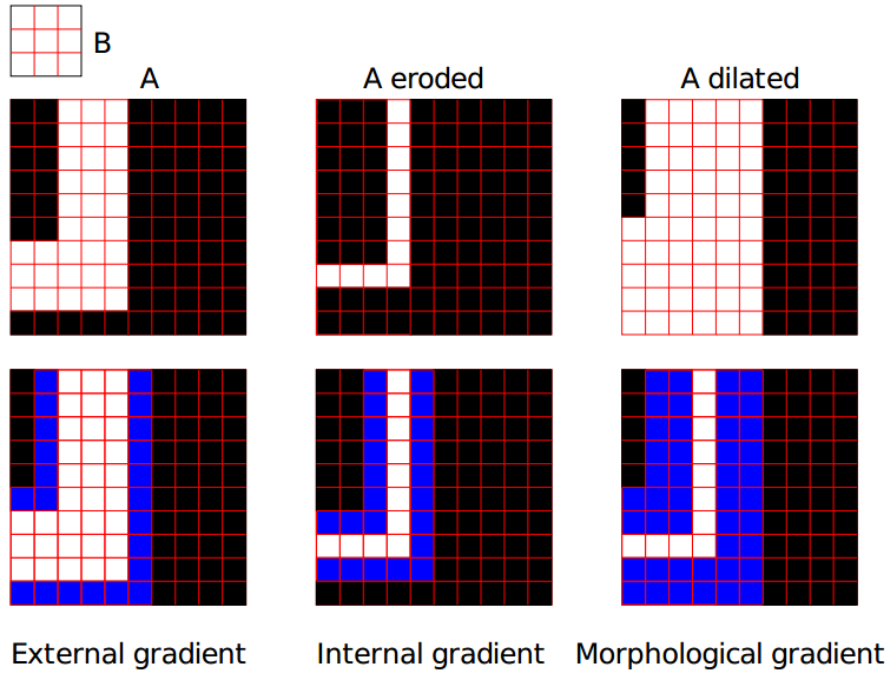 B
A
A eroded
A dilated
External gradient
Internal gradient
Morphological gradient